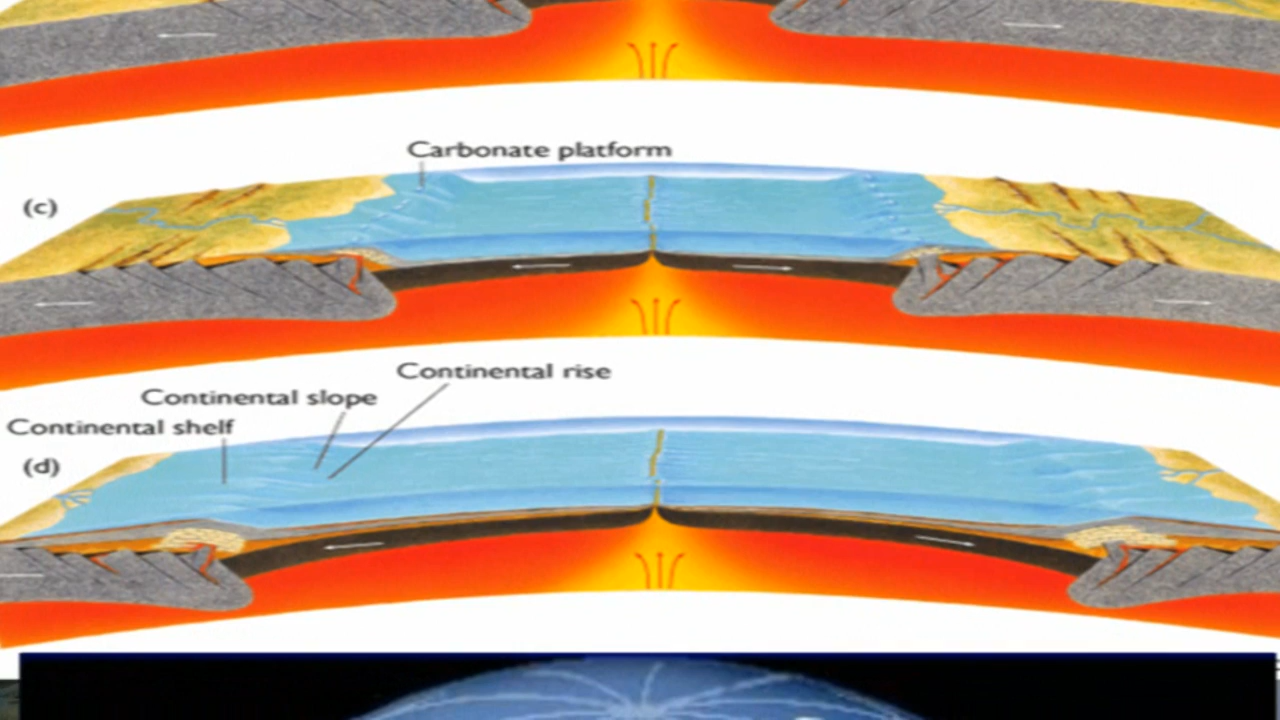 Carbonate platform
(c)
Continental rise
Continental slope
Continental shelf
(d)